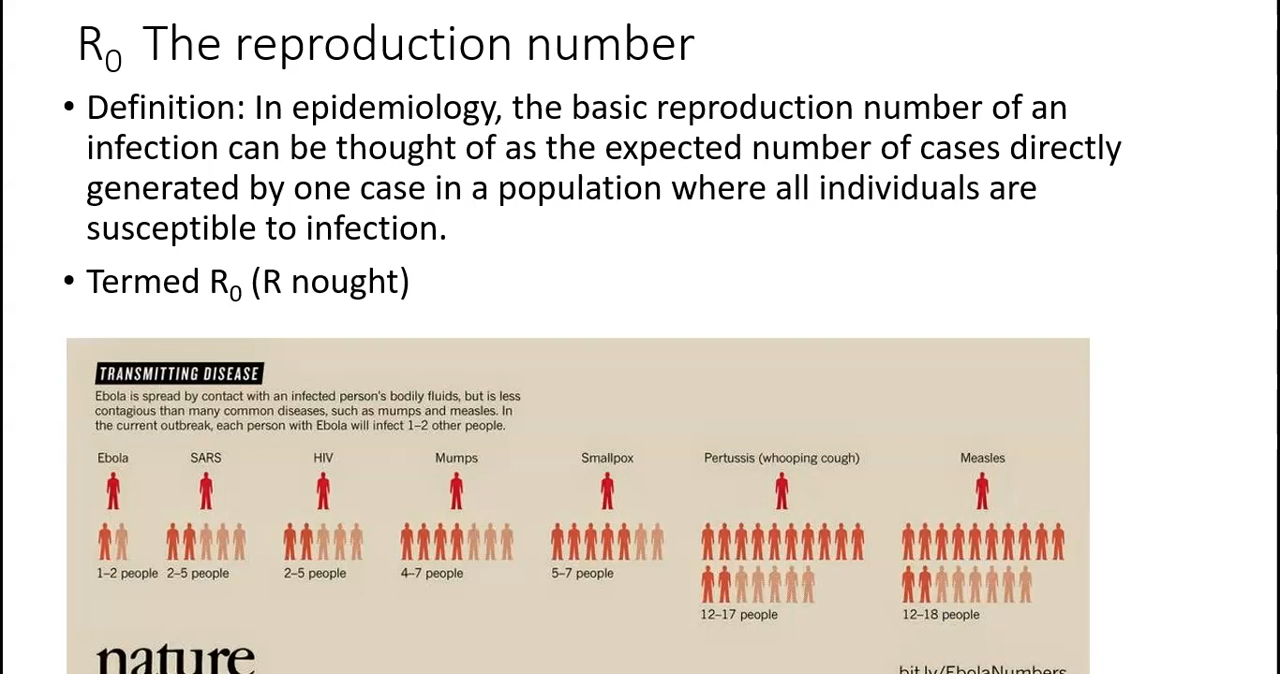 R₀ The reproduction number
• Definition: In epidemiology, the basic reproduction number of an
infection can be thought of as the expected number of cases directly
generated by one case in a population where all individuals are
susceptible to infection.
• Termed R₀ (R nought)
TRANSMITTING DISEASE
Ebola is spread by contact with an infected person's bodily fluids, but is less
contagious than many common diseases, such as mumps and measles. In
the current outbreak, each person with Ebola will infect 1–2 other people.
Ebola SARS HIV Mumps Smallpox Pertussis (whooping cough) Measles
1–2 people 2–5 people 2–5 people 4–7 people 5–7 people
12–17 people 12–18 people
nature bit.ly/EbolaNumbers